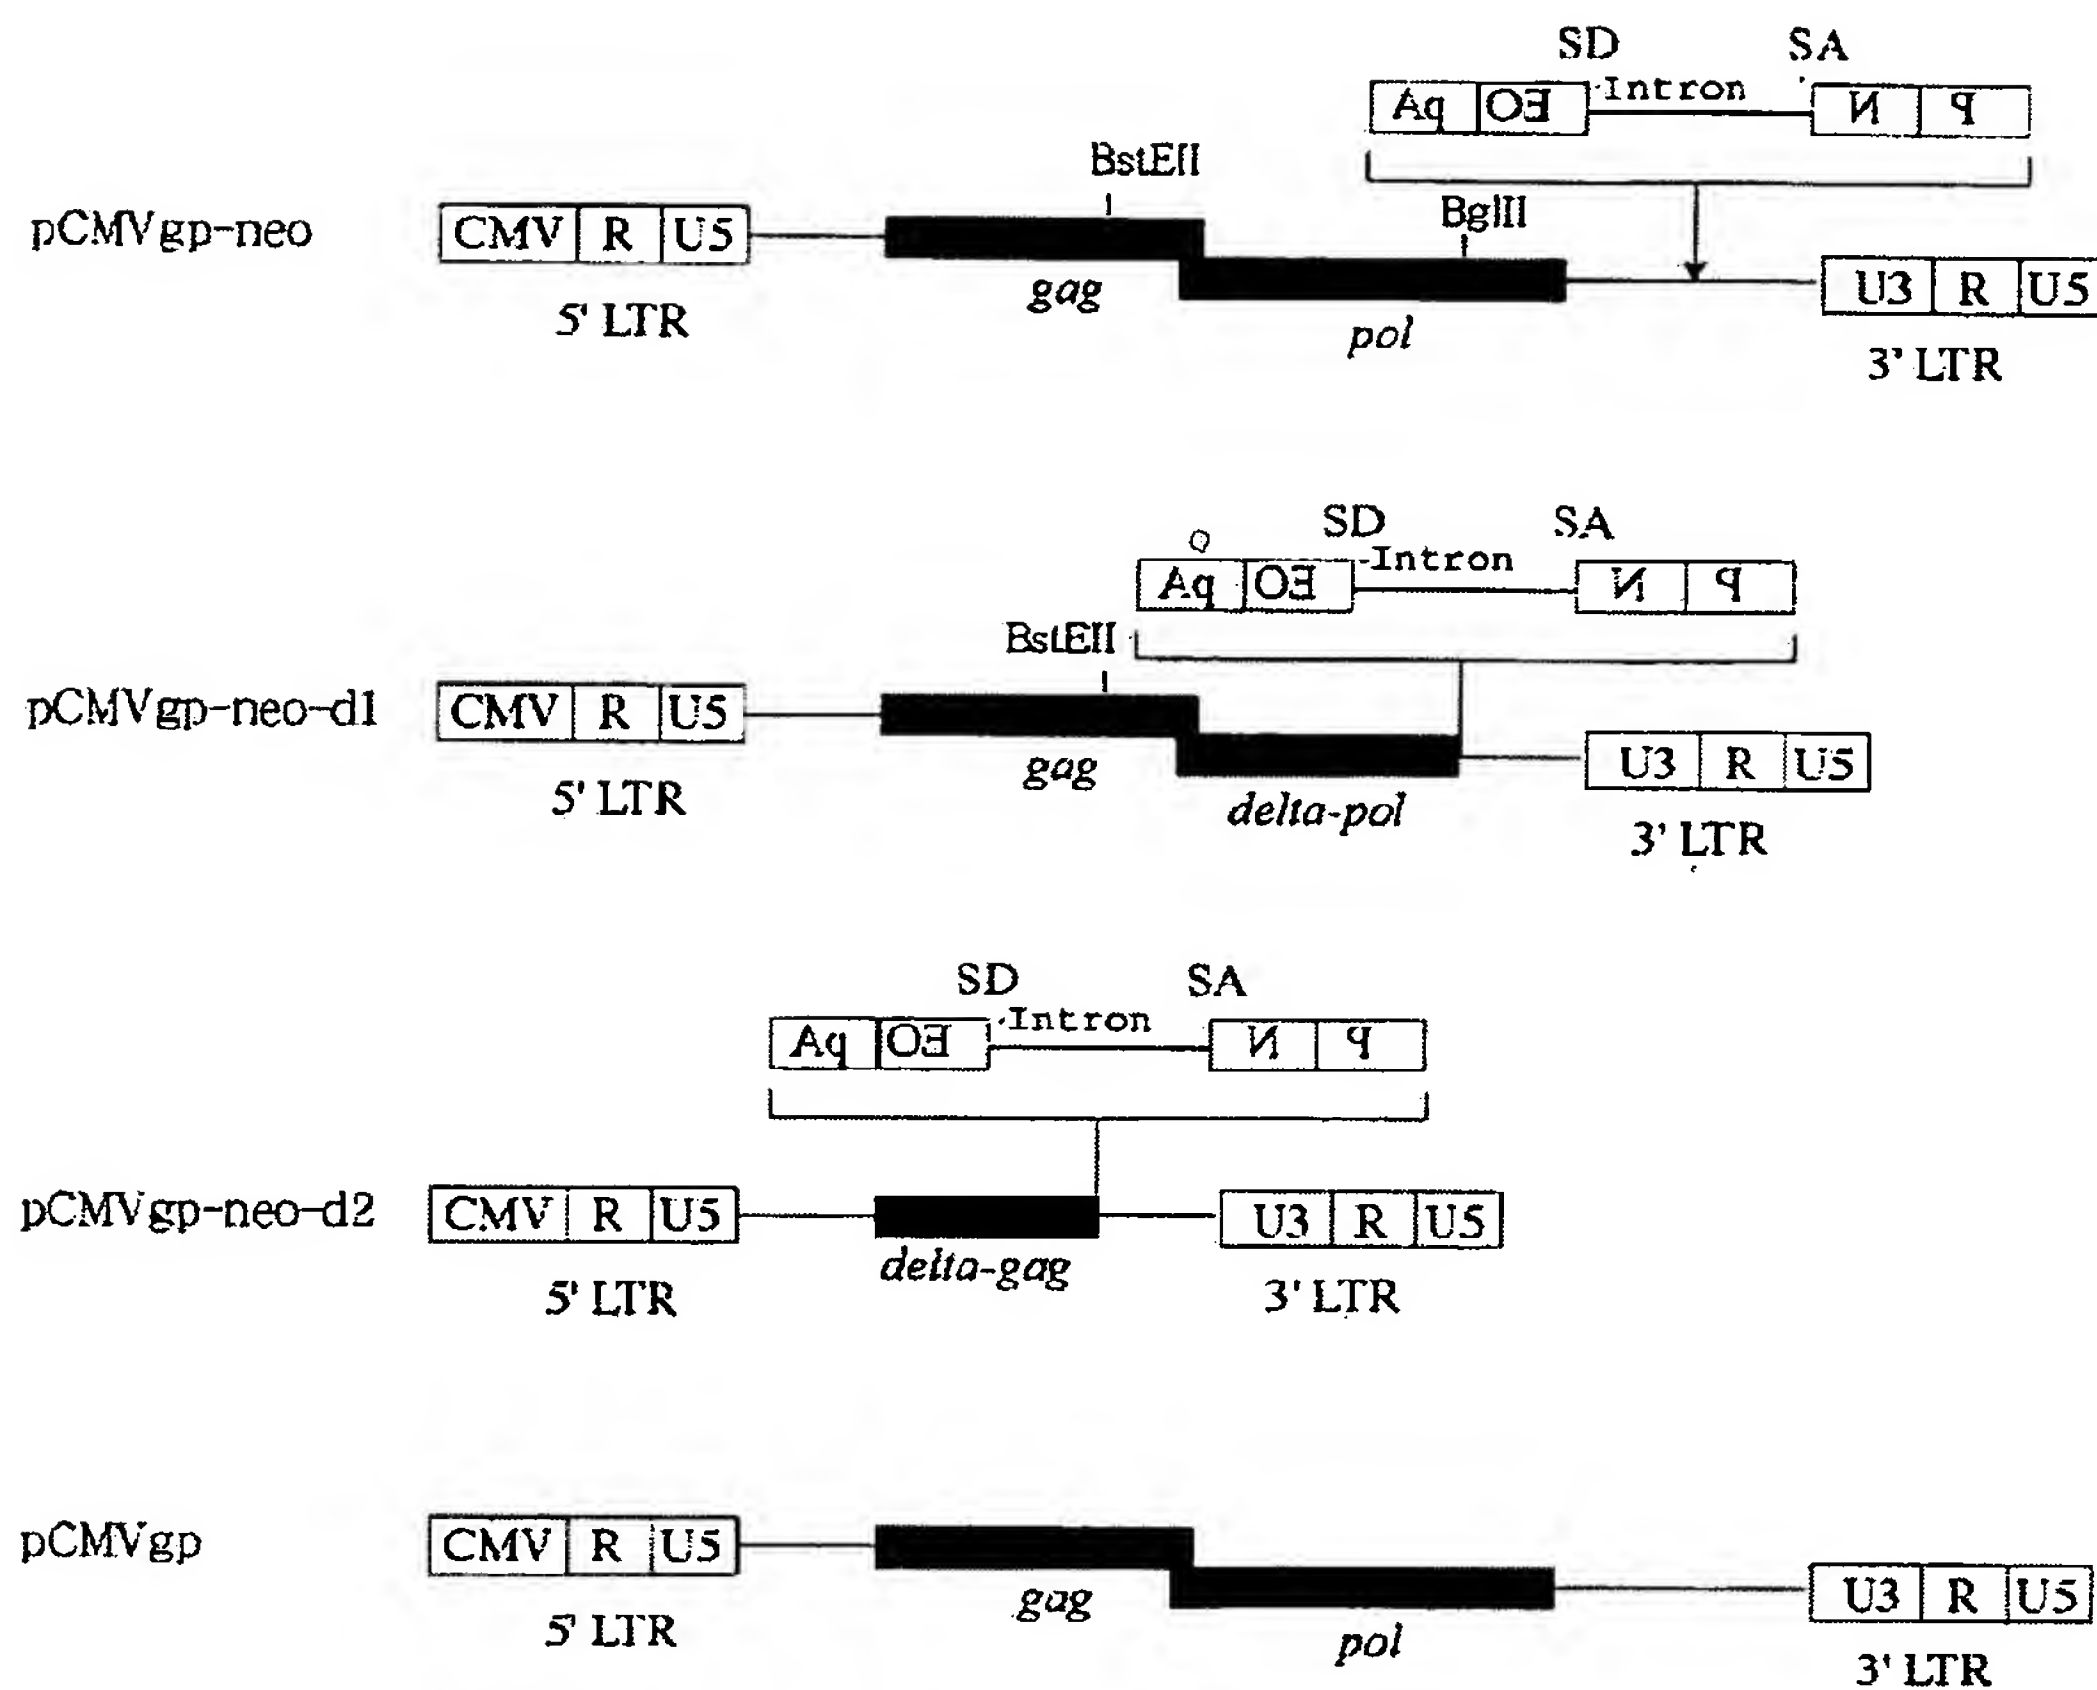 SD SA
Aq OE Intron N P
BstEII
BglII
pCMVgp-neo CMV R U5
gag U3 R U5
5' LTR pol
3' LTR
SD SA
Aq OE Intron N P
BstEII
pCMVgp-neo-d1 CMV R U5
gag U3 R U5
5' LTR delta-pol
3' LTR
SD SA
Aq OE Intron N P
pCMVgp-neo-d2 CMV R U5 U3 R U5
delta-gag
5' LTR 3' LTR
pCMVgp CMV R U5
gag U3 R U5
5' LTR pol
3' LTR